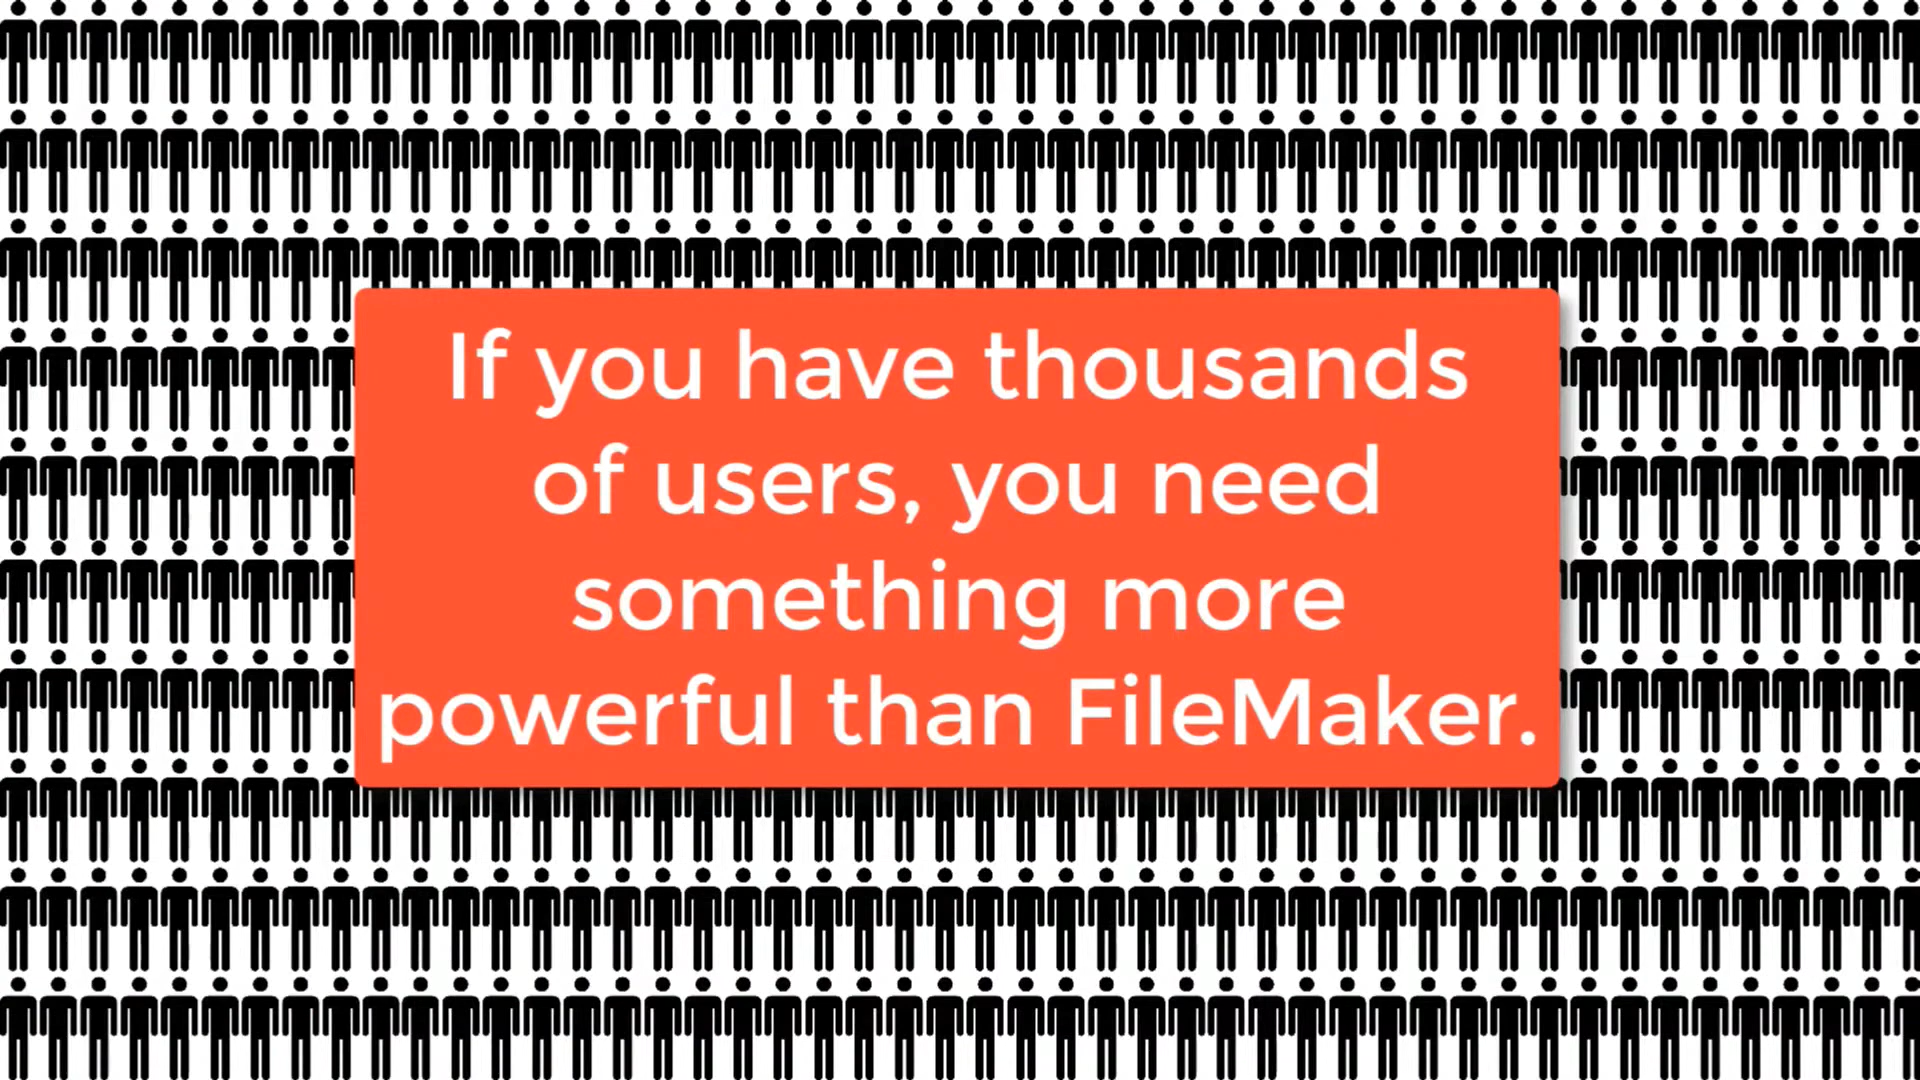 If you have thousands
of users, you need
something more
powerful than FileMaker.